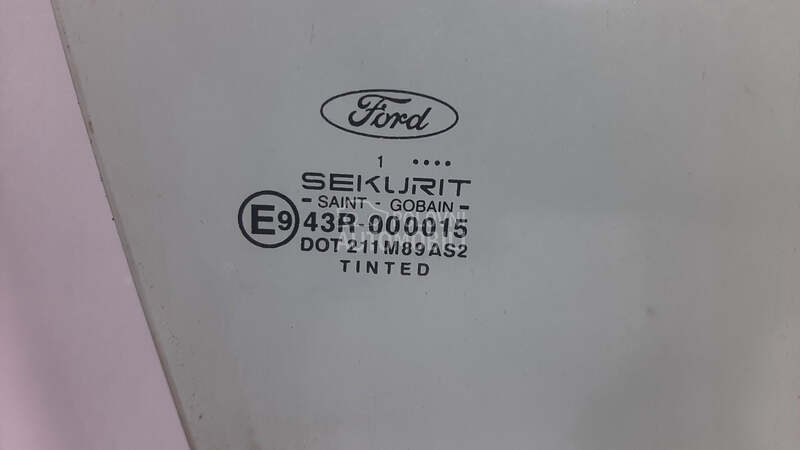 Ford
1 ••••
SEKURIT
- SAINT - GOBAIN -
E9 43R-000015
DOT 211M89AS2
TINTED